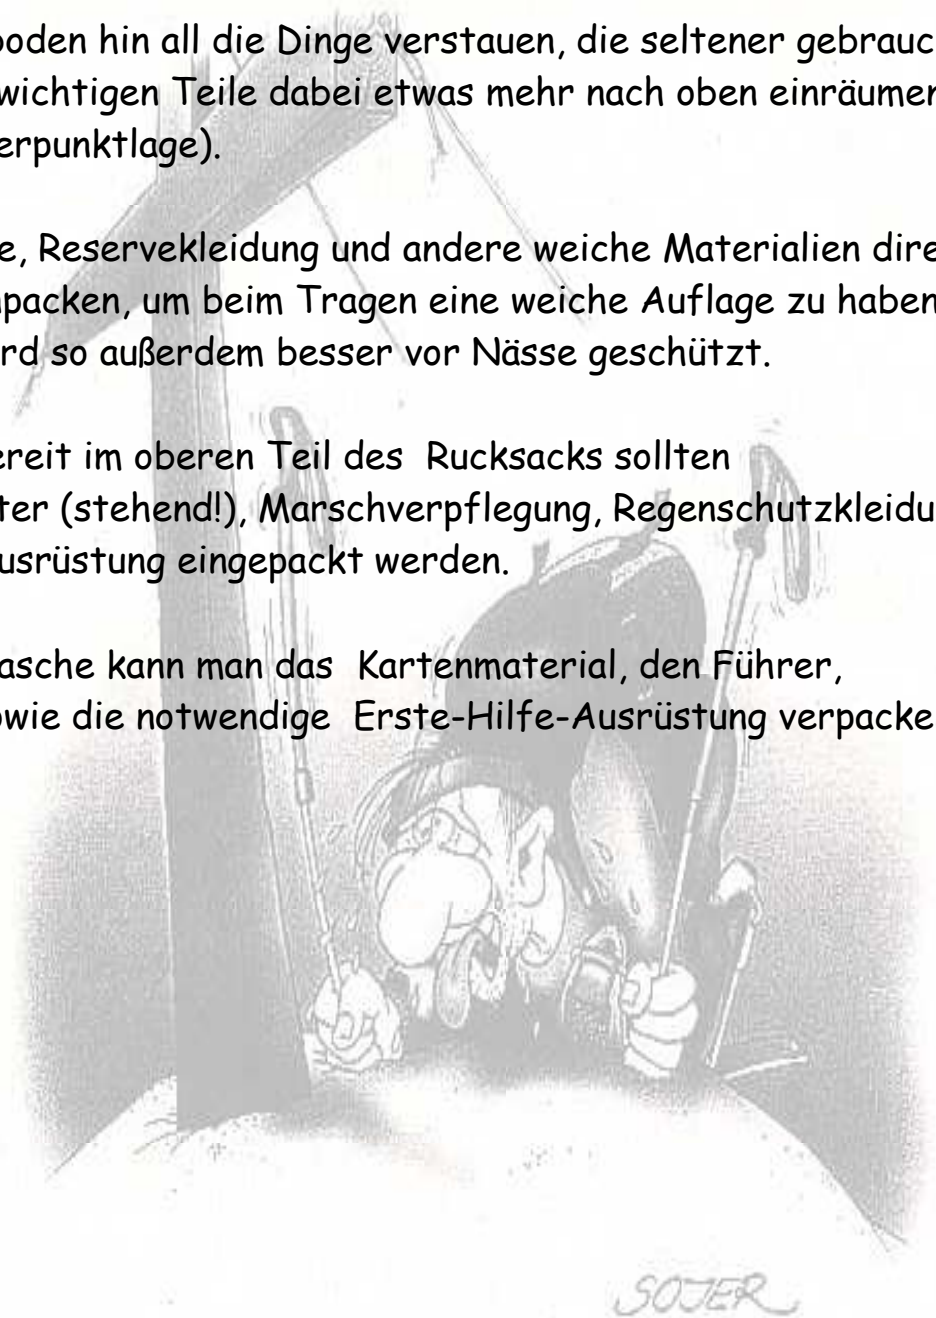 boden hin all die Dinge verstauen, die seltener gebrauc
wichtigen Teile dabei etwas mehr nach oben einräumen
erpunktlage).
e, Reservekleidung und andere weiche Materialien dire
packen, um beim Tragen eine weiche Auflage zu haben
rd so außerdem besser vor Nässe geschützt.
ereit im oberen Teil des Rucksacks sollten
ter (stehend!), Marschverpflegung, Regenschutzkleidu
usrüstung eingepackt werden.
asche kann man das Kartenmaterial, den Führer,
owie die notwendige Erste-Hilfe-Ausrüstung verpacke
SOJER